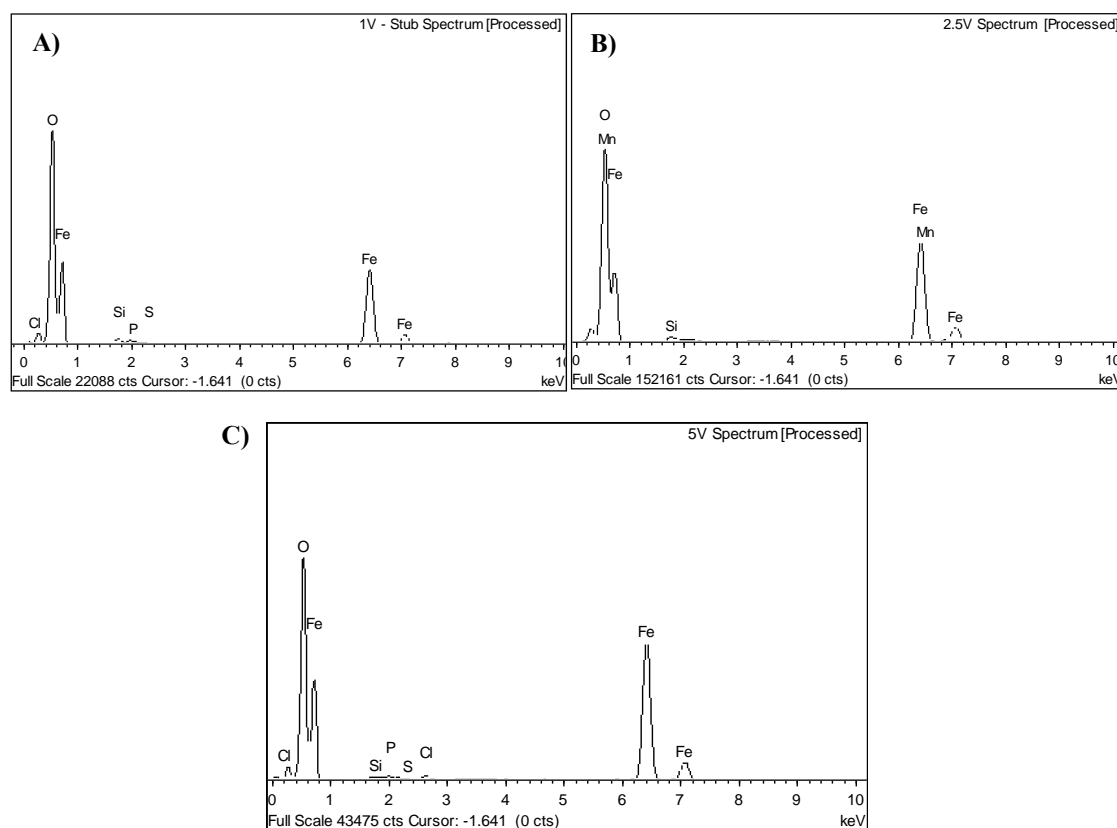 A)
1V - Stub Spectrum [Processed]
O
Fe
Cl
Si
P
S
Fe
Fe
0 1 2 3 4 5 6 7 8 9 10
Full Scale 22088 cts Cursor: -1.641 (0 cts)
keV
B)
2.5V Spectrum [Processed]
O
Mn
Fe
Si
Fe
Mn
Fe
0 1 2 3 4 5 6 7 8 9 10
Full Scale 152161 cts Cursor: -1.641 (0 cts)
keV
C)
5V Spectrum [Processed]
O
Fe
Cl
Si
P
S
Cl
Fe
Fe
0 1 2 3 4 5 6 7 8 9 10
Full Scale 43475 cts Cursor: -1.641 (0 cts)
keV